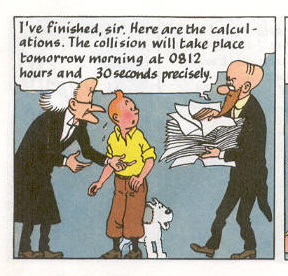 I've finished, sir. Here are the calcul-
ations. The collision will take place
tomorrow morning at 0812
hours and 30 seconds precisely.